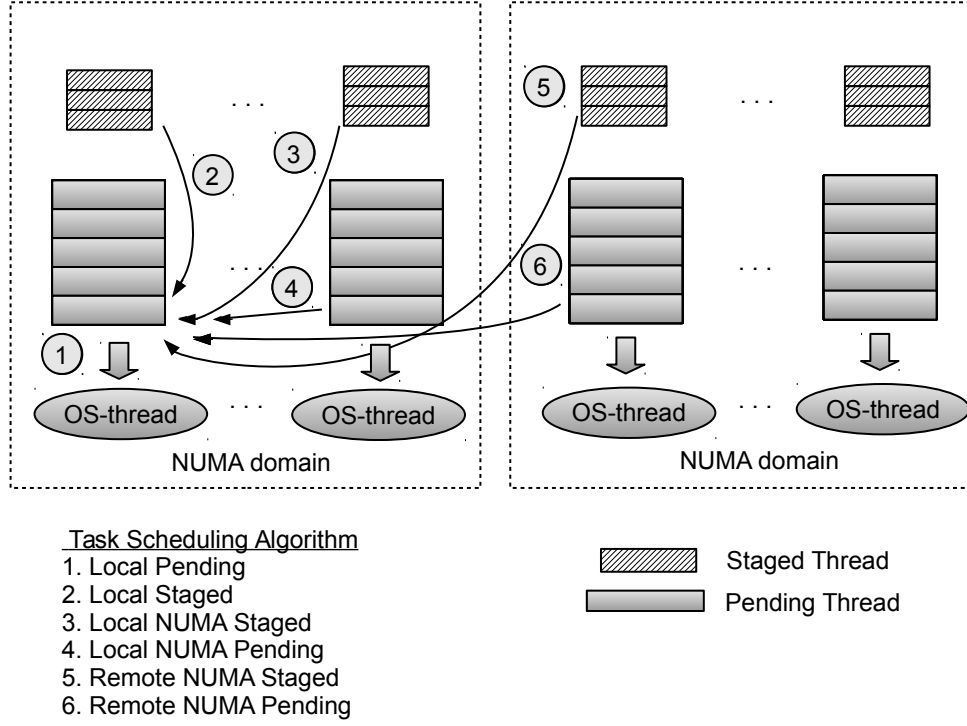 5
3
2
6
4
1
OS-thread
OS-thread
OS-thread
OS-thread
NUMA domain
NUMA domain
Task Scheduling Algorithm
1. Local Pending
2. Local Staged
3. Local NUMA Staged
4. Local NUMA Pending
5. Remote NUMA Staged
6. Remote NUMA Pending
Staged Thread
Pending Thread